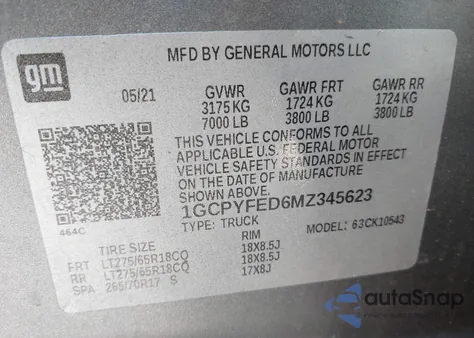 gm
MFD BY GENERAL MOTORS LLC
05/21 GVWR GAWR FRT GAWR RR
3175 KG 1724 KG 1724 KG
7000 LB 3800 LB 3800 LB
THIS VEHICLE CONFORMS TO ALL
APPLICABLE U.S. FEDERAL MOTOR
VEHICLE SAFETY STANDARDS IN EFFECT
ON THE DATE OF MANUFACTURE
SHOWN ABOVE.
1GCPYFED6MZ345623
TYPE: TRUCK MODEL: 63CK10543
464C
TIRE SIZE RIM
FRT LT275/65R18CQ 18X8.5J
RR LT275/65R18CQ 18X8.5J
SPA 265/70R17 S 17X8J
autoSnap